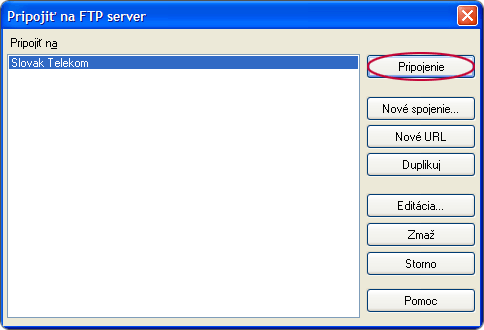 Pripojiť na FTP server
Pripojiť na
Slovak Telekom
Pripojenie
Nové spojenie...
Nové URL
Duplikuj
Editácia...
Zmaž
Storno
Pomoc